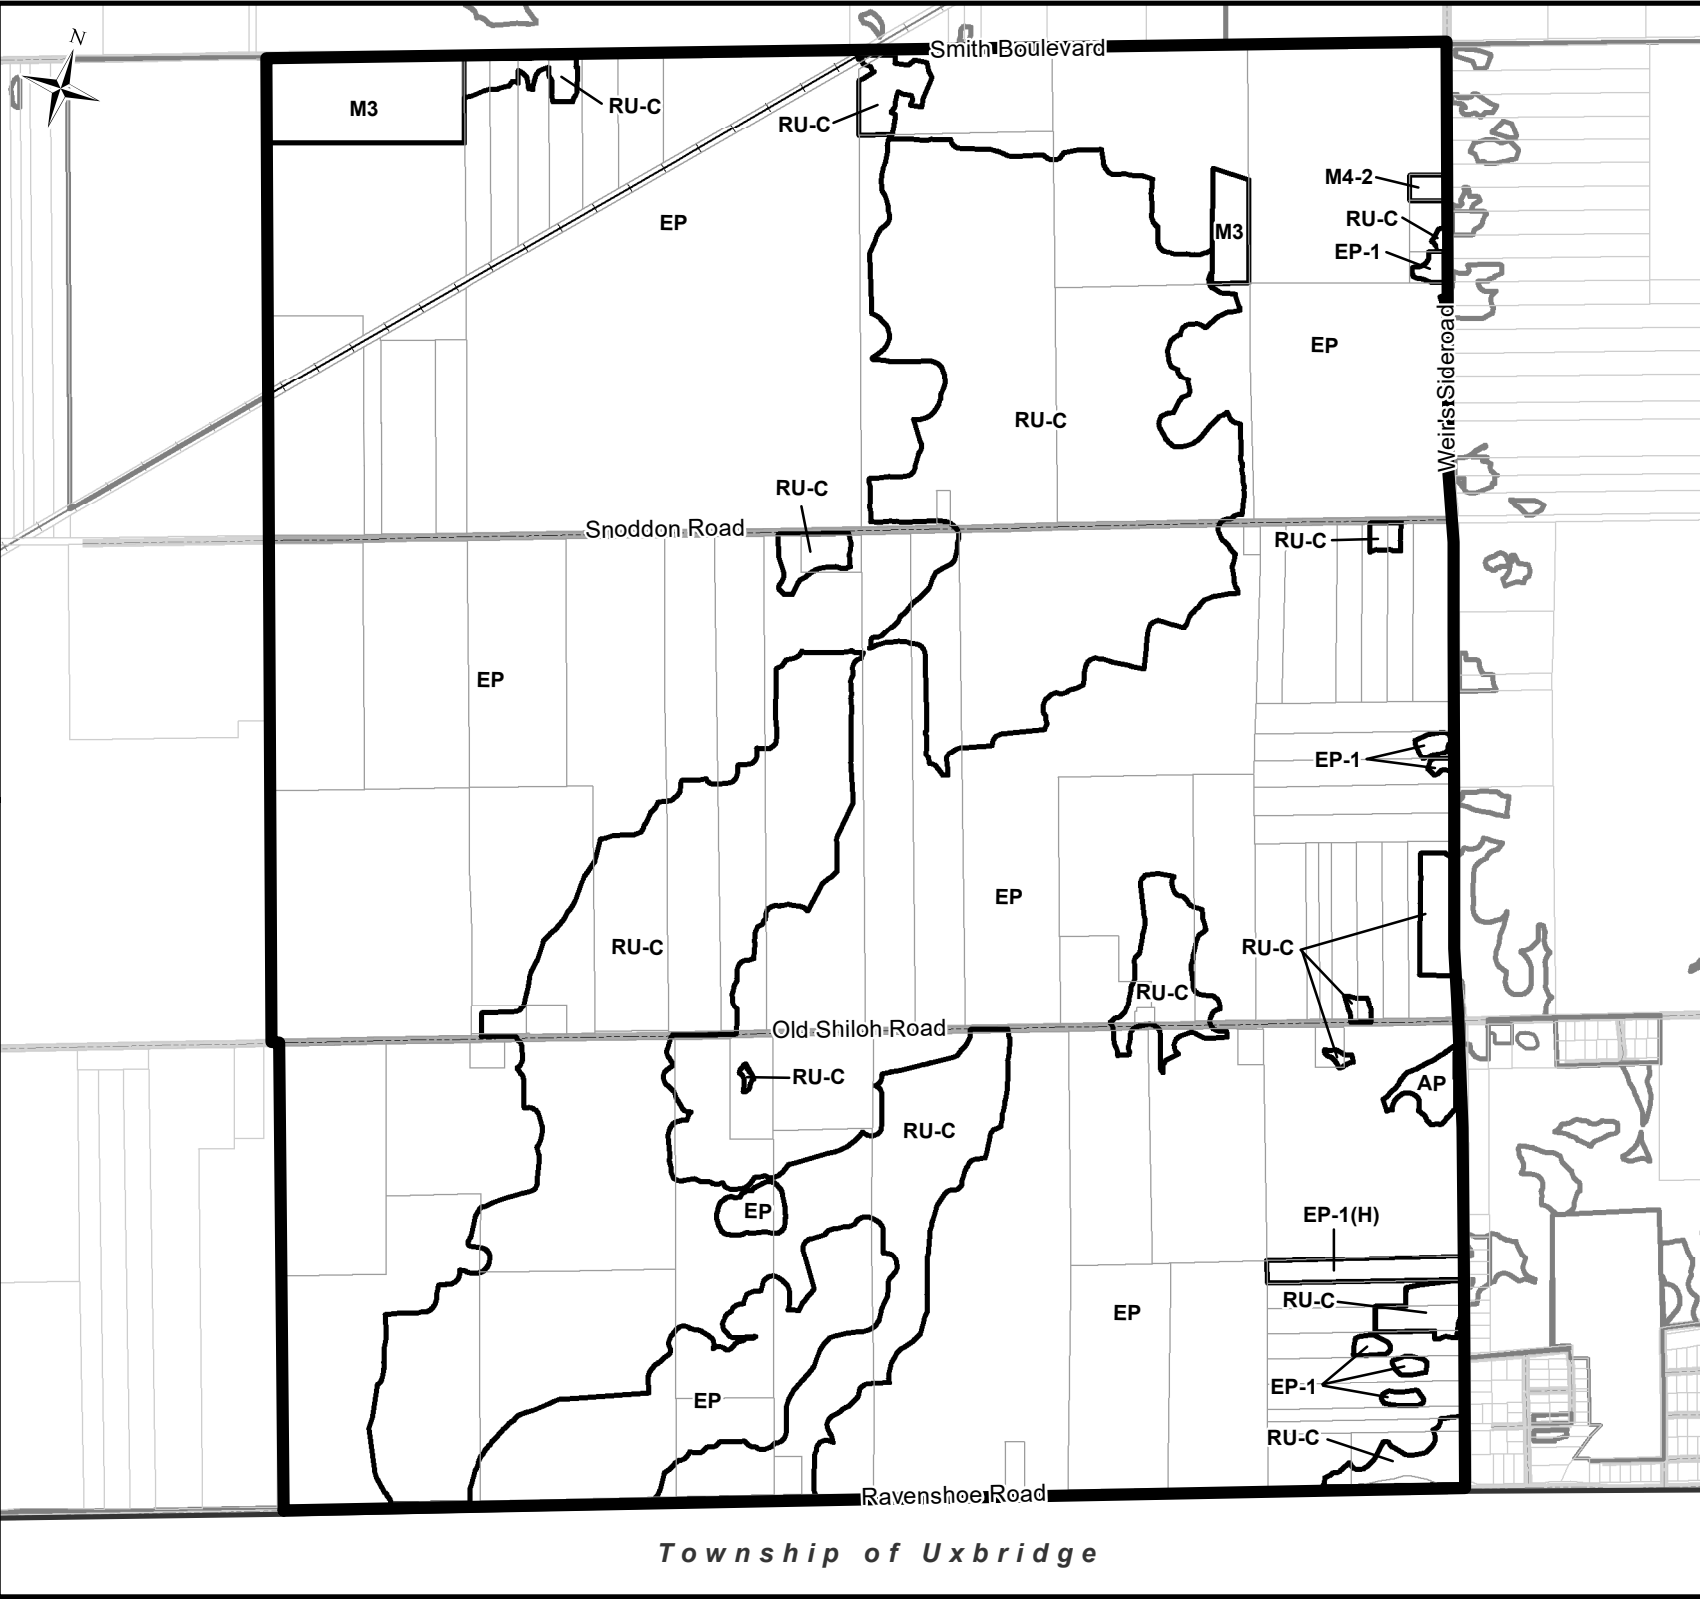 N
Smith Boulevard
M3
RU-C
RU-C
M4-2
RU-C
EP
M3
EP-1
Weir's Sideroad
EP
RU-C
RU-C
Snoddon Road
RU-C
EP
EP-1
EP
RU-C
RU-C
RU-C
Old Shiloh Road
RU-C
AP
RU-C
EP
EP-1(H)
RU-C
EP
EP-1
EP
RU-C
Ravenshoe Road
Township of Uxbridge